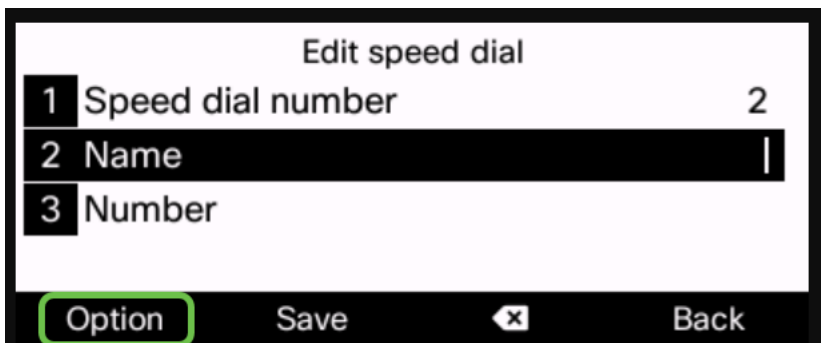 Edit speed dial
1 Speed dial number 2
2 Name
3 Number
Option Save Back